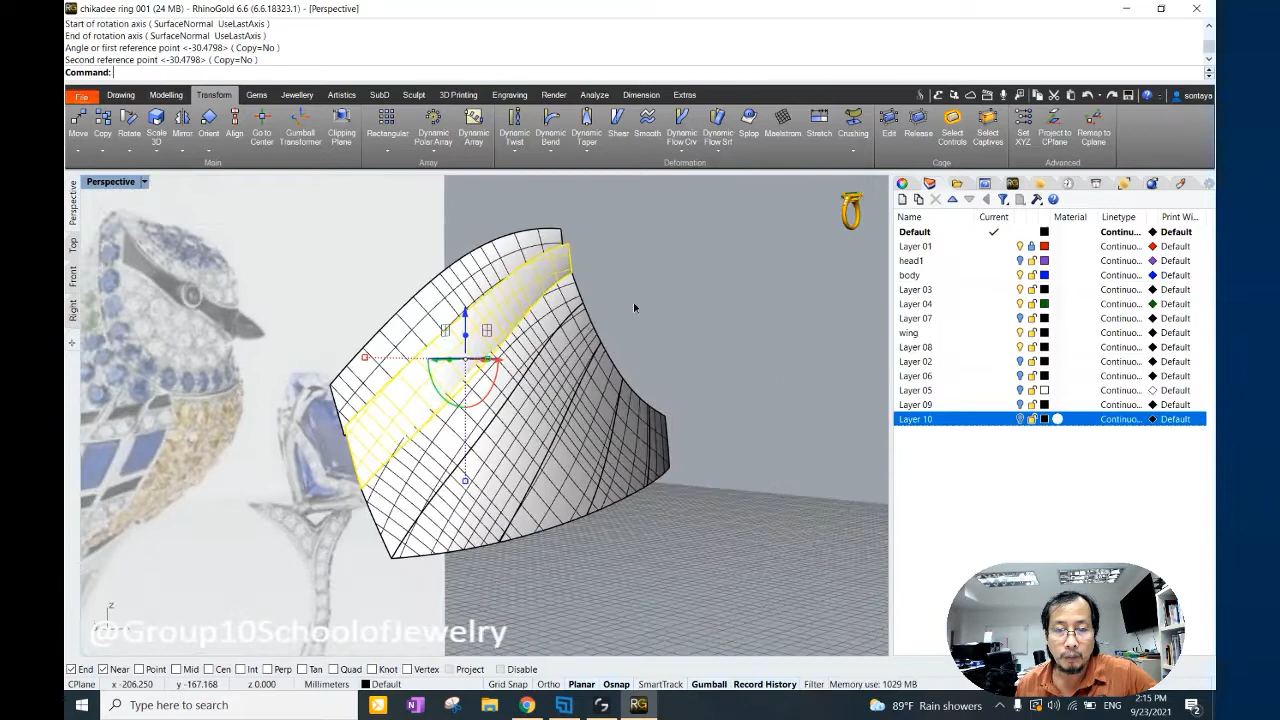 chikadee ring 001 (24 MB) - RhinoGold 6.6 (6.6.18323.1) - [Perspective]
Start of rotation axis ( SurfaceNormal UseLastAxis )
End of rotation axis ( SurfaceNormal UseLastAxis )
Angle or first reference point <-30.4798> ( Copy=No )
Second reference point <-30.4798> ( Copy=No )
Command:
File Drawing Modelling Transform Gems Jewellery Artistics SubD Sculpt 3D Printing Engraving Render Analyze Dimension Extras sontaya
Move Copy Rotate Scale 3D Mirror Orient Align Go to Center Gumball Transformer Clipping Plane Rectangular Dynamic Polar Array Dynamic Array Dynamic Twist Dynamic Bend Dynamic Taper Shear Smooth Dynamic Flow Crv Dynamic Flow Srf Splop Maelstrom Stretch Crushing Edit Release Select Controls Select Captives Set XYZ Project to CPlane Remap to Cplane
Main Array Deformation Cage Advanced
Perspective
Perspective
Top
Front
Right
Name Current Material Linetype Print Wi...
Default Continu... Default
Layer 01 Continuo... Default
head1 Continuo... Default
body Continuo... Default
Layer 03 Continuo... Default
Layer 04 Continuo... Default
Layer 07 Continuo... Default
wing Continuo... Default
Layer 08 Continuo... Default
Layer 02 Continuo... Default
Layer 06 Continuo... Default
Layer 05 Continuo... Default
Layer 09 Continuo... Default
Layer 10 Continuo... Default
z
@Group10SchoolofJewelry
End Near Point Mid Cen Int Perp Tan Quad Knot Vertex Project Disable
CPlane x -206.250 y -167.168 z 0.000 Millimeters Default Grid Snap Ortho Planar Osnap SmartTrack Gumball Record History Filter Memory use: 1029 MB
Type here to search
89°F Rain showers
ENG
2:15 PM
9/23/2021
2